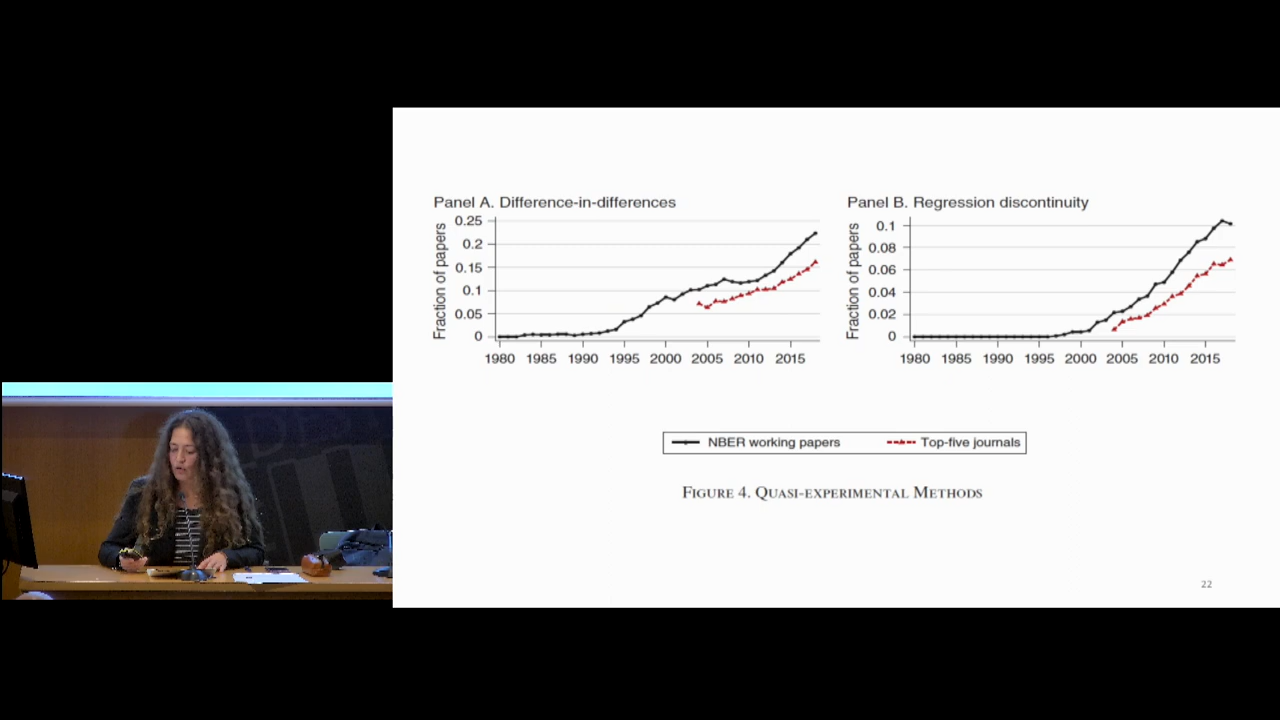 Panel A. Difference-in-differences
Fraction of papers
0.25
0.2
0.15
0.1
0.05
0
1980 1985 1990 1995 2000 2005 2010 2015
Panel B. Regression discontinuity
Fraction of papers
0.1
0.08
0.06
0.04
0.02
0
1980 1985 1990 1995 2000 2005 2010 2015
NBER working papers Top-five journals
FIGURE 4. QUASI-EXPERIMENTAL METHODS
22